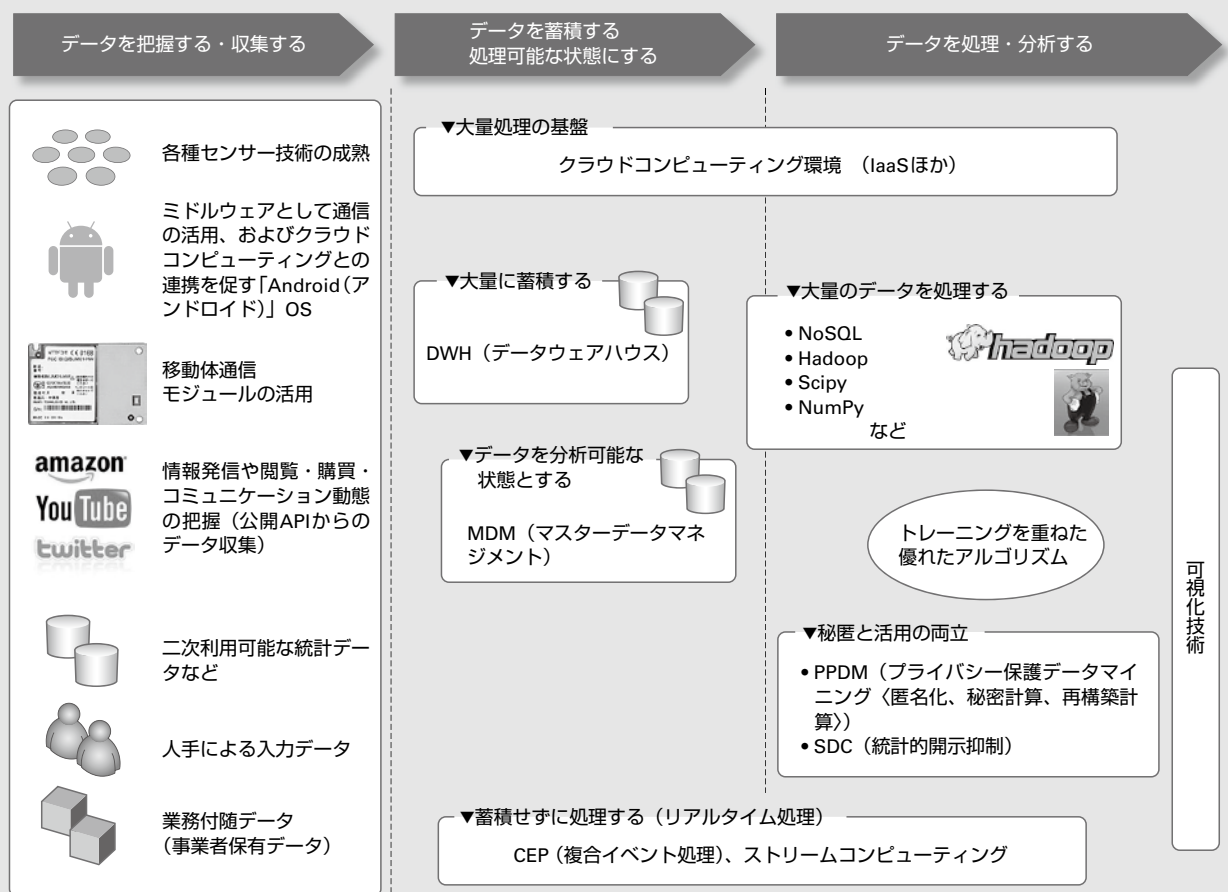 データを把握する・収集する
データを蓄積する
処理可能な状態にする
データを処理・分析する
各種センサー技術の成熟
ミドルウェアとして通信
の活用、およびクラウド
コンピューティングとの
連携を促す「Android（ア
ンドロイド）」OS
移動体通信
モジュールの活用
amazon
YouTube
twitter
情報発信や閲覧・購買・
コミュニケーション動態
の把握（公開APIからの
データ収集）
二次利用可能な統計デー
タなど
人手による入力データ
業務付随データ
（事業者保有データ）
▼大量処理の基盤
クラウドコンピューティング環境 （IaaSほか）
▼大量に蓄積する
DWH（データウェアハウス）
▼データを分析可能な
状態とする
MDM（マスターデータマネ
ジメント）
▼大量のデータを処理する
• NoSQL
• Hadoop
• Scipy
• NumPy
など
hadoop
トレーニングを重ねた
優れたアルゴリズム
▼秘匿と活用の両立
• PPDM（プライバシー保護データマイ
ニング〈匿名化、秘密計算、再構築計
算〉）
• SDC（統計的開示抑制）
▼蓄積せずに処理する（リアルタイム処理）
CEP（複合イベント処理）、ストリームコンピューティング
可視化技術